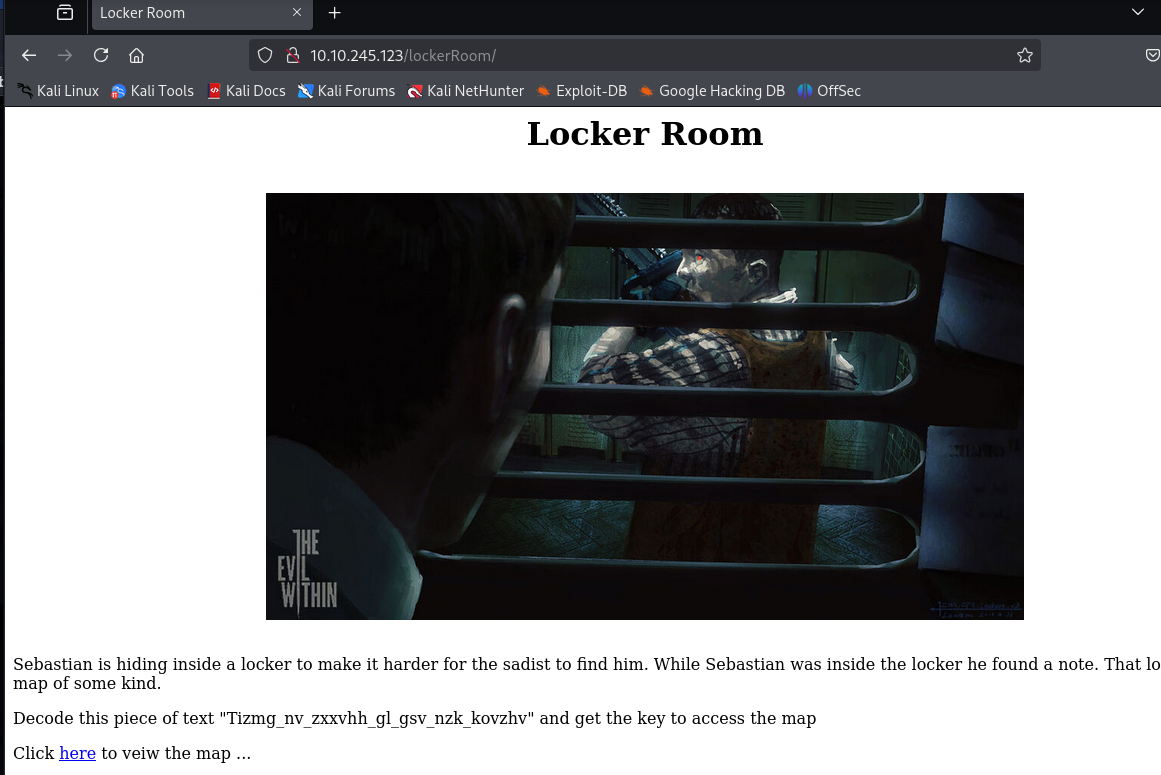 Locker Room
10.10.245.123/lockerRoom/
Kali Linux Kali Tools Kali Docs Kali Forums Kali NetHunter Exploit-DB Google Hacking DB OffSec
Locker Room
THE
EVIL
WITHIN
Sebastian is hiding inside a locker to make it harder for the sadist to find him. While Sebastian was inside the locker he found a note. That lo
map of some kind.
Decode this piece of text "Tizmg_nv_zxxvhh_gl_gsv_nzk_kovzhv" and get the key to access the map
Click here to veiw the map ...